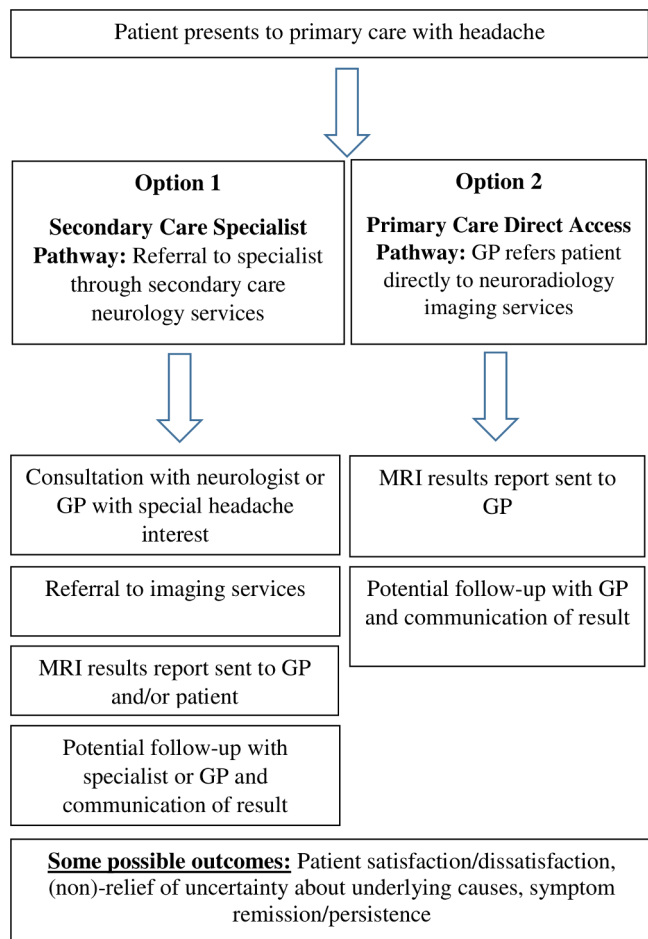 Patient presents to primary care with headache
Option 1
Secondary Care Specialist
Pathway: Referral to specialist
through secondary care
neurology services
Option 2
Primary Care Direct Access
Pathway: GP refers patient
directly to neuroradiology
imaging services
Consultation with neurologist or
GP with special headache
interest
Referral to imaging services
MRI results report sent to GP
and/or patient
Potential follow-up with
specialist or GP and
communication of result
MRI results report sent to
GP
Potential follow-up with GP
and communication of result
Some possible outcomes: Patient satisfaction/dissatisfaction,
(non)-relief of uncertainty about underlying causes, symptom
remission/persistence